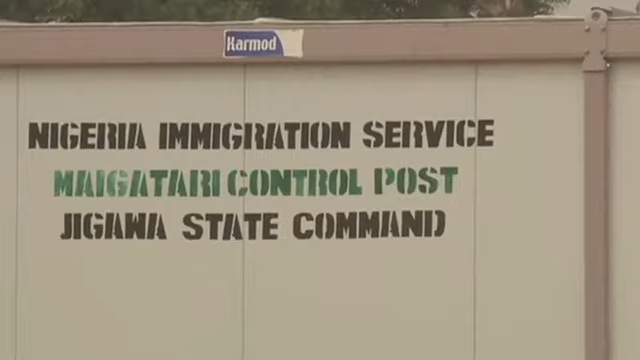 Karmod
NIGERIA IMMIGRATION SERVICE
MAIGATARI CONTROL POST
JIGAWA STATE COMMAND